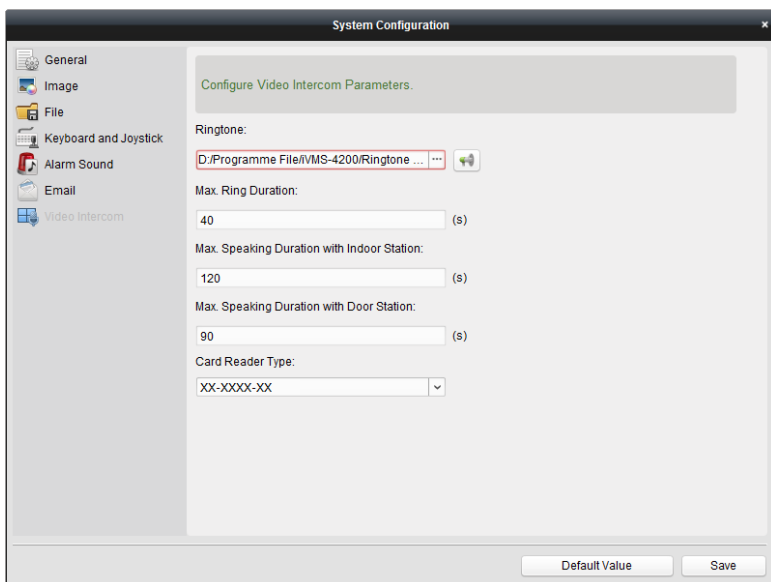 System Configuration
General
Image
File
Keyboard and Joystick
Alarm Sound
Email
Video Intercom
Configure Video Intercom Parameters.
Ringtone:
D:/Programme File/iVMS-4200/Ringtone ...
Max. Ring Duration:
40 (s)
Max. Speaking Duration with Indoor Station:
120 (s)
Max. Speaking Duration with Door Station:
90 (s)
Card Reader Type:
XX-XXXX-XX
Default Value Save